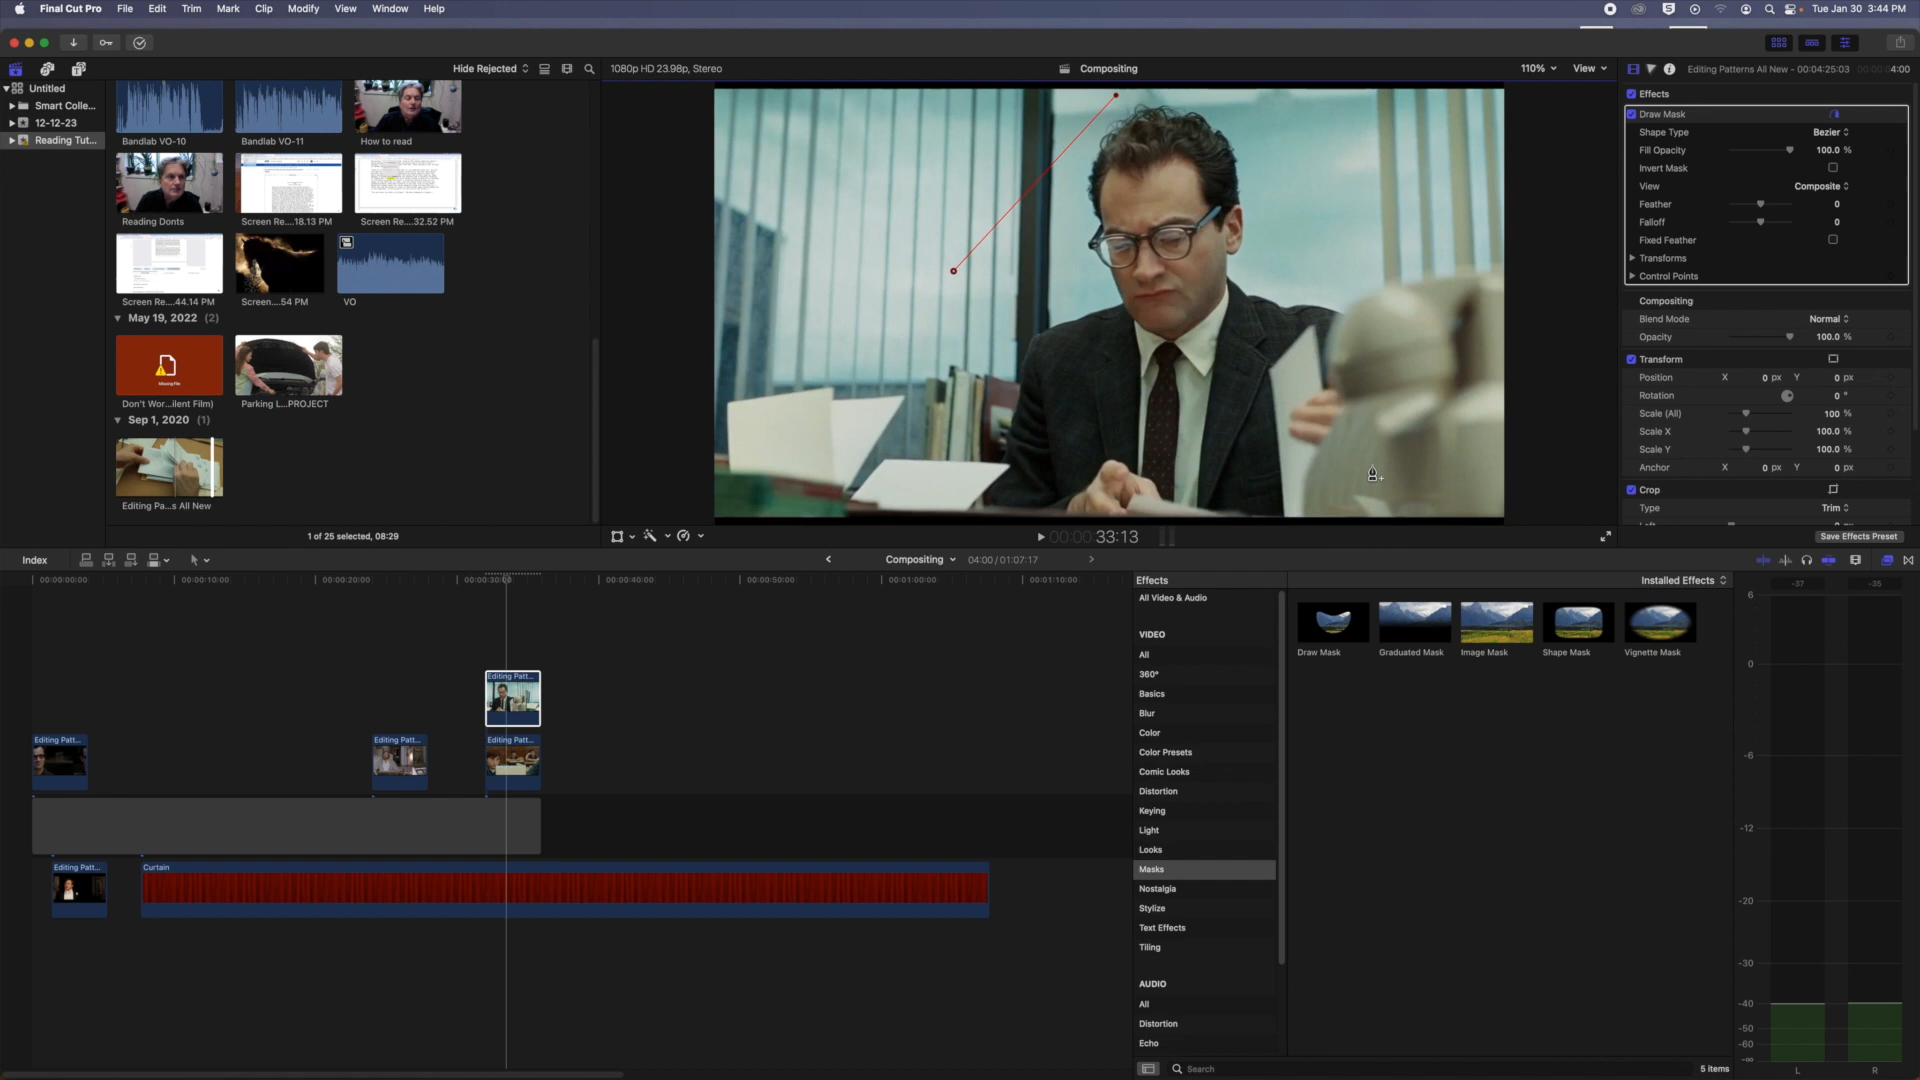 Final Cut Pro File Edit Trim Mark Clip Modify View Window Help
Tue Jan 30 3:44 PM
Hide Rejected
1080p HD 23.98p, Stereo
Compositing
110%
View
Editing Patterns All New - 00:04:25:03
4:00
Untitled
Smart Colle...
12-12-23
Reading Tut...
Bandlab VO-10
Bandlab VO-11
How to read
Reading Donts
Screen Re....18.13 PM
Screen Re....32.52 PM
Screen Re....44.14 PM
Screen....54 PM
VO
May 19, 2022 (2)
Missing File
Don't Wor...ilent Film)
Parking L...PROJECT
Sep 1, 2020 (1)
Editing Pa...s All New
1 of 25 selected, 08:29
00:00:00:33:13
Effects
Draw Mask
Shape Type Bezier
Fill Opacity 100.0 %
Invert Mask
View Composite
Feather 0
Falloff 0
Fixed Feather
Transforms
Control Points
Compositing
Blend Mode Normal
Opacity 100.0 %
Transform
Position X 0 px Y 0 px
Rotation 0 °
Scale (All) 100 %
Scale X 100.0 %
Scale Y 100.0 %
Anchor X 0 px Y 0 px
Crop
Type Trim
Save Effects Preset
Index
Compositing
04:00 / 01:07:17
00:00:00:00
00:00:10:00
00:00:20:00
00:00:30:00
00:00:40:00
00:00:50:00
00:01:00:00
00:01:10:00
Editing Patt...
Editing Patt...
Editing Patt...
Editing Patt...
Editing Patt...
Curtain
Effects
Installed Effects
All Video & Audio
VIDEO
All
360°
Basics
Blur
Color
Color Presets
Comic Looks
Distortion
Keying
Light
Looks
Masks
Nostalgia
Stylize
Text Effects
Tiling
AUDIO
All
Distortion
Echo
Draw Mask
Graduated Mask
Image Mask
Shape Mask
Vignette Mask
Search
5 items
-37 -35
6
0
-6
-12
-20
-30
-40
-50
-60
-∞
L R